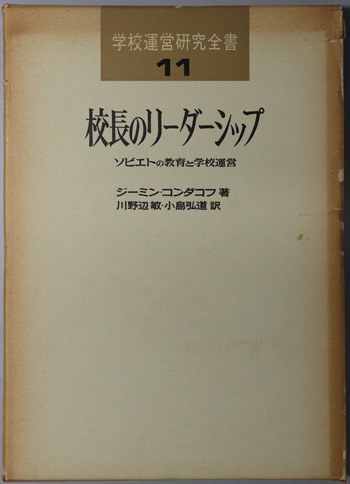 学校運営研究全書
11
校長のリーダーシップ
ソビエトの教育と学校運営
ジーミン・コンダコフ 著
川野辺 敏・小島弘道 訳